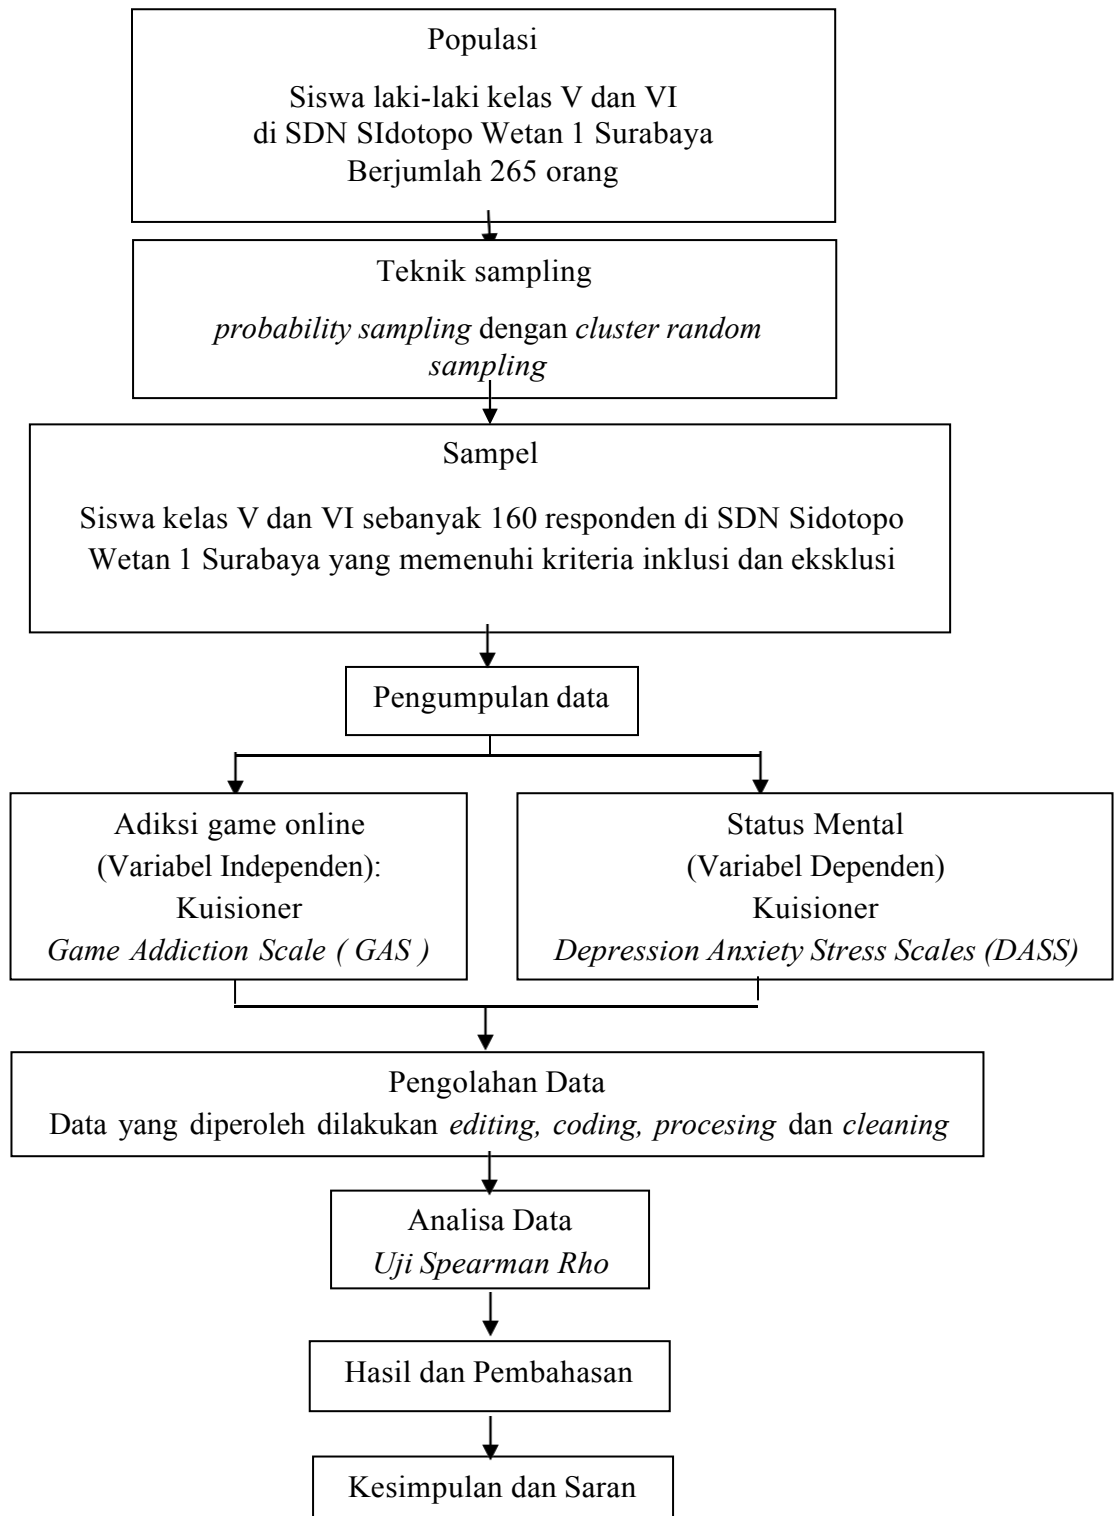 Populasi
Siswa laki-laki kelas V dan VI
di SDN SIdotopo Wetan 1 Surabaya
Berjumlah 265 orang
Teknik sampling
probability sampling dengan cluster random
sampling
Sampel
Siswa kelas V dan VI sebanyak 160 responden di SDN Sidotopo
Wetan 1 Surabaya yang memenuhi kriteria inklusi dan eksklusi
Pengumpulan data
Adiksi game online
(Variabel Independen):
Kuisioner
Game Addiction Scale ( GAS )
Status Mental
(Variabel Dependen)
Kuisioner
Depression Anxiety Stress Scales (DASS)
Pengolahan Data
Data yang diperoleh dilakukan editing, coding, procesing dan cleaning
Analisa Data
Uji Spearman Rho
Hasil dan Pembahasan
Kesimpulan dan Saran